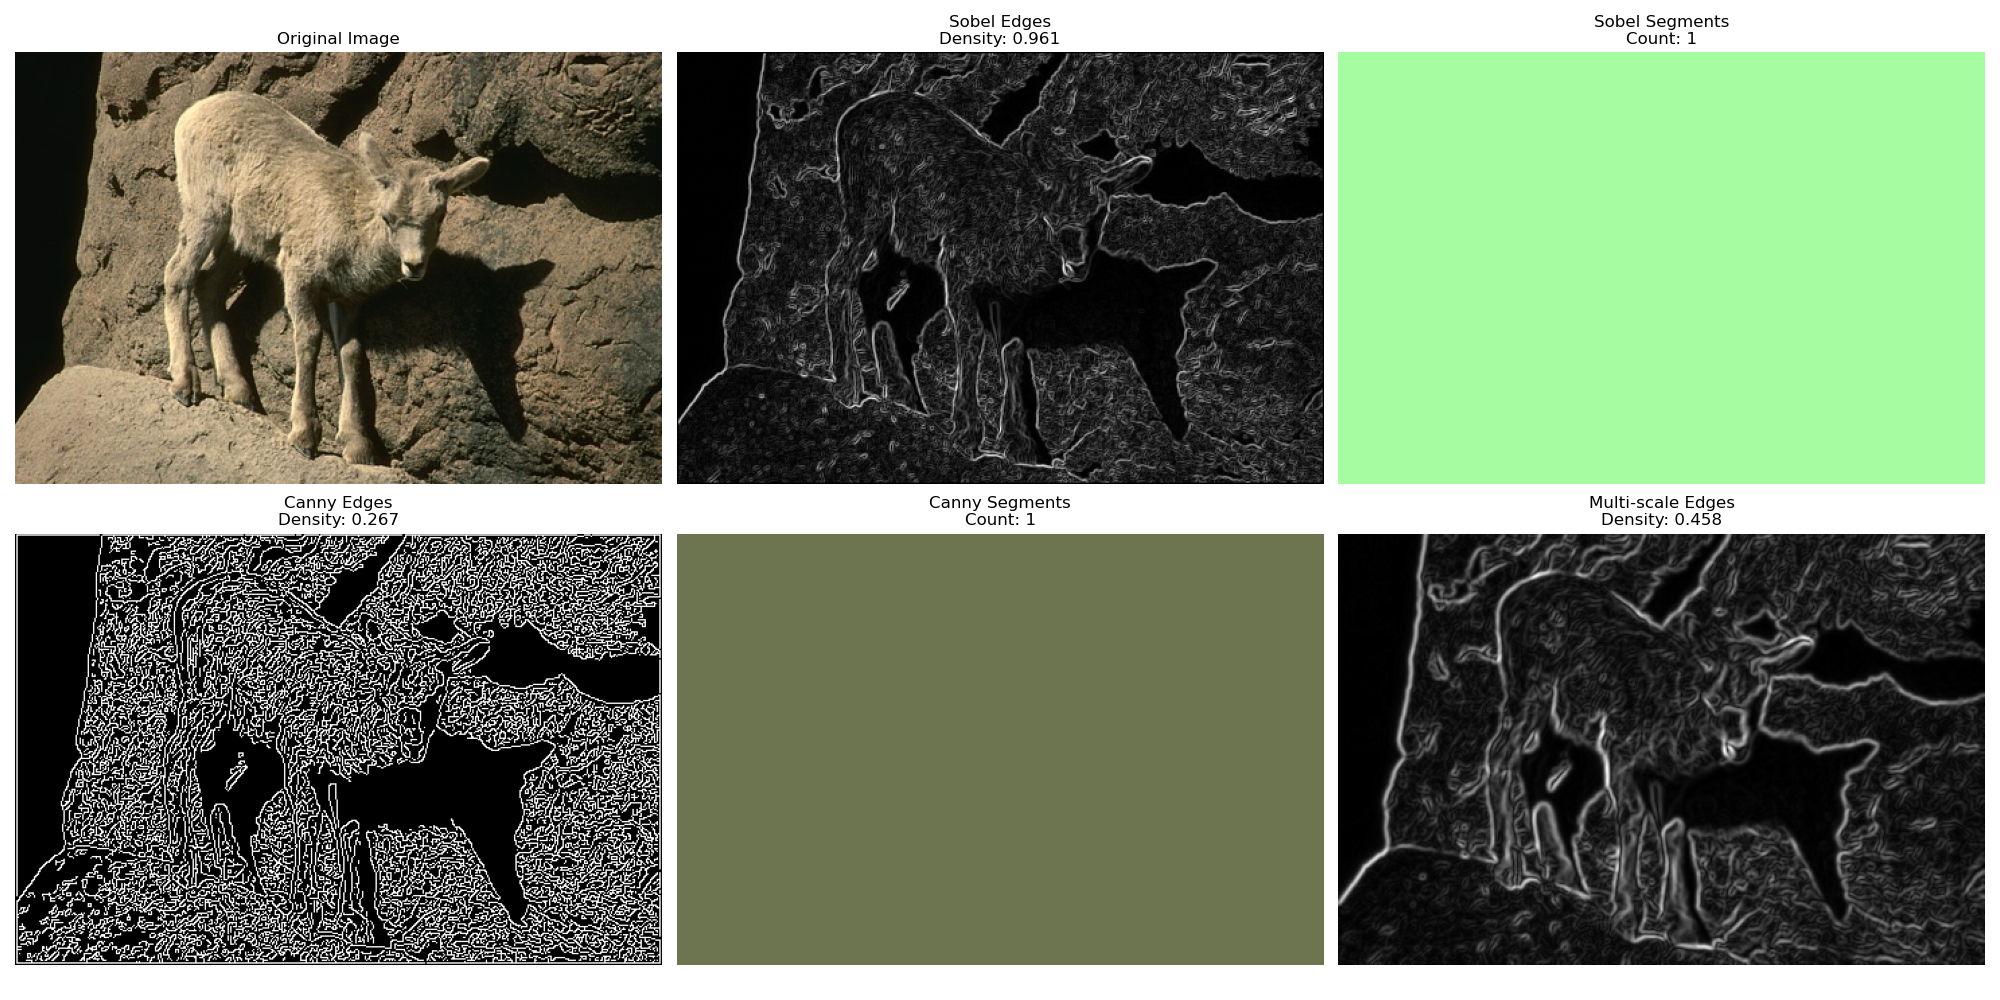 Original Image
Sobel Edges
Density: 0.961
Sobel Segments
Count: 1
Canny Edges
Density: 0.267
Canny Segments
Count: 1
Multi-scale Edges
Density: 0.458